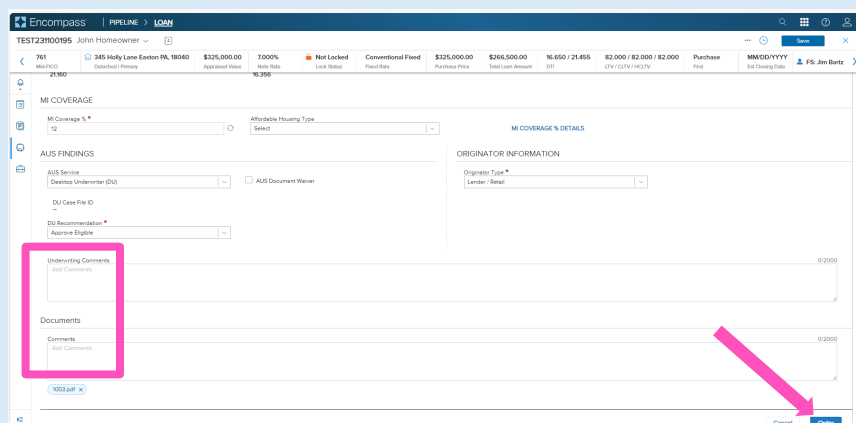 Encompass | PIPELINE > LOAN
TEST231100195 John Homeowner
Save
761 345 Holly Lane Easton PA, 18040 $325,000.00 7.000% Not Locked Conventional Fixed $325,000.00 $266,500.00 16.650 / 21.455 82.000 / 82.000 / 82.000 Purchase MM/DD/YYYY FS: Jim Bartz
Mid-FICO Detached | Primary Appraised Value Note Rate Lock Status Fixed Rate Purchase Price Total Loan Amount DTI LTV / CLTV / HCLTV First Est Closing Date
21.160 16.356
MI COVERAGE
MI Coverage % * Affordable Housing Type
12 Select MI COVERAGE % DETAILS
AUS FINDINGS ORIGINATOR INFORMATION
AUS Service Originator Type *
Desktop Underwriter (DU) AUS Document Waiver Lender / Retail
DU Case File ID
--
DU Recommendation *
Approve Eligible
Underwriting Comments 0/2000
Add Comments...
Documents
Comments 0/2000
Add Comments...
1003.pdf x
KS Cancel Order